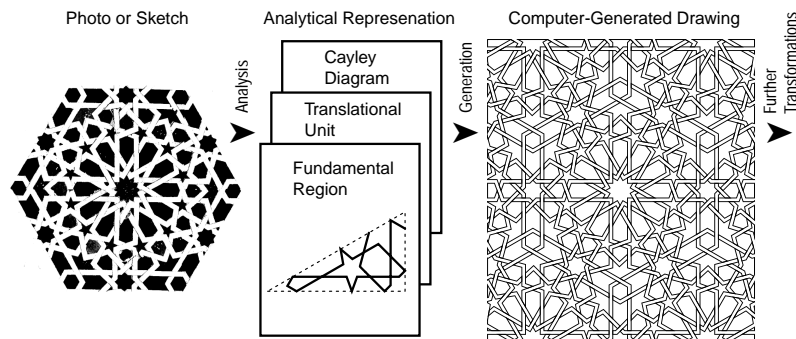 Photo or Sketch
Analysis
Analytical Represenation
Cayley
Diagram
Translational
Unit
Fundamental
Region
Generation
Computer-Generated Drawing
Further
Transformations